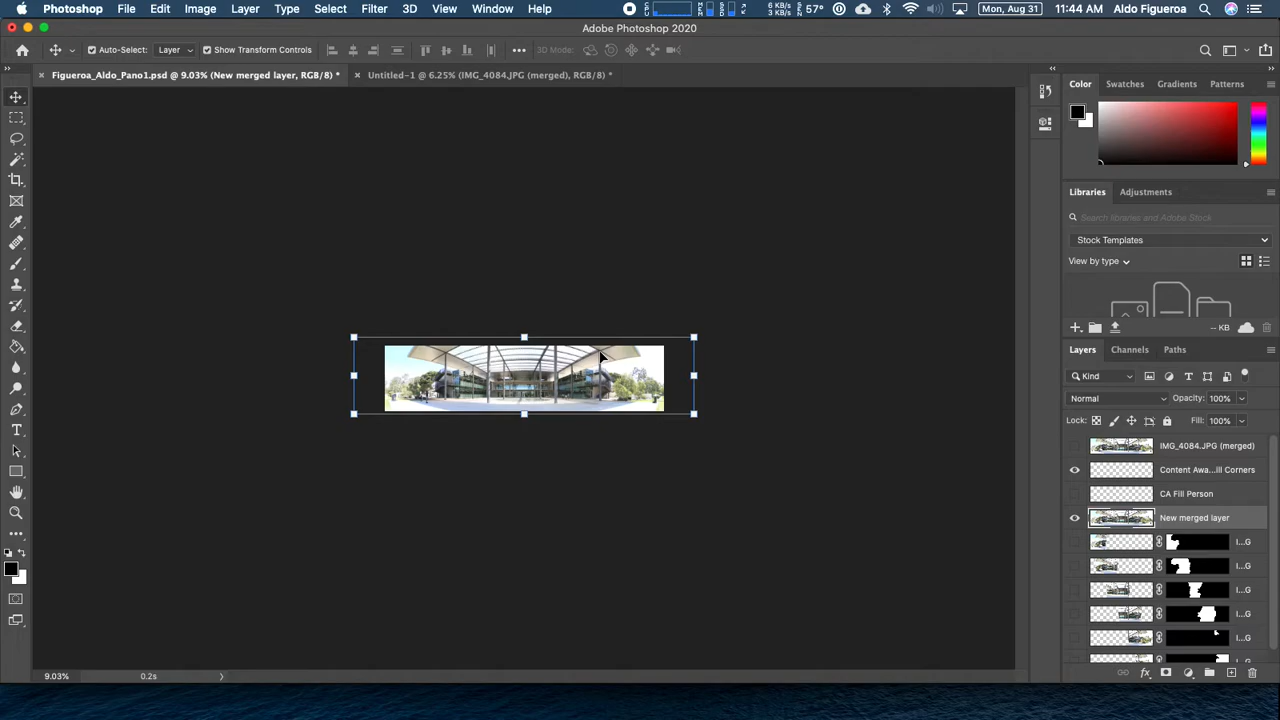 Photoshop File Edit Image Layer Type Select Filter 3D View Window Help 6 KB/s 3 KB/s 57° Mon, Aug 31 11:44 AM Aldo Figueroa
Adobe Photoshop 2020
Auto-Select: Layer Show Transform Controls 3D Mode:
Figueroa_Aldo_Pano1.psd @ 9.03% (New merged layer, RGB/8) * Untitled-1 @ 6.25% (IMG_4084.JPG (merged), RGB/8) *
Color Swatches Gradients Patterns
Libraries Adjustments
Search libraries and Adobe Stock
Stock Templates
View by type
-- KB
Layers Channels Paths
Kind
Normal Opacity: 100%
Lock: Fill: 100%
IMG_4084.JPG (merged)
Content Awa...ill Corners
CA Fill Person
New merged layer
I...G
I...G
I...G
I...G
I...G
9.03% 0.2s